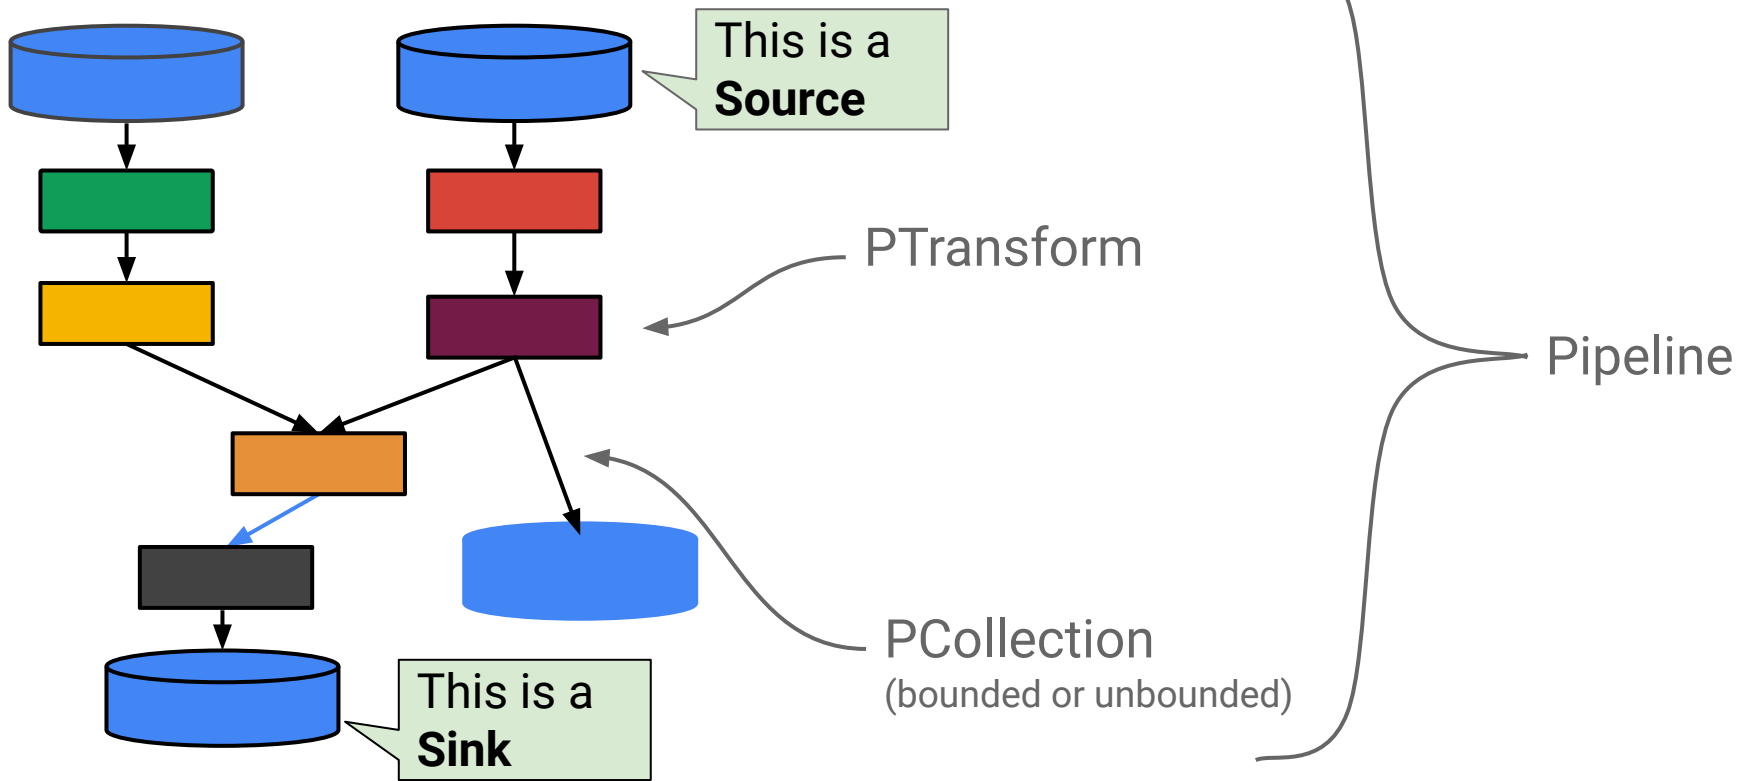 This is a
Source
PTransform
Pipeline
PCollection
(bounded or unbounded)
This is a
Sink